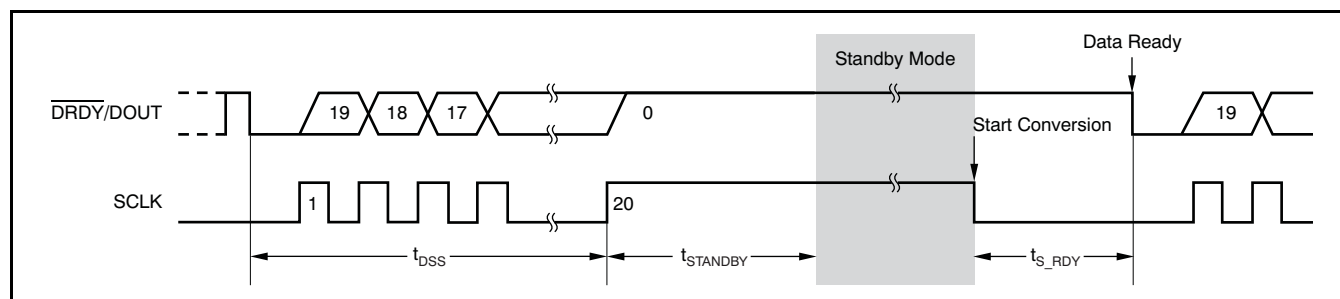 Data Ready
Standby Mode
DRDY/DOUT
19
18
17
0
19
Start Conversion
SCLK
1
20
tDSS
tSTANDBY
tS_RDY